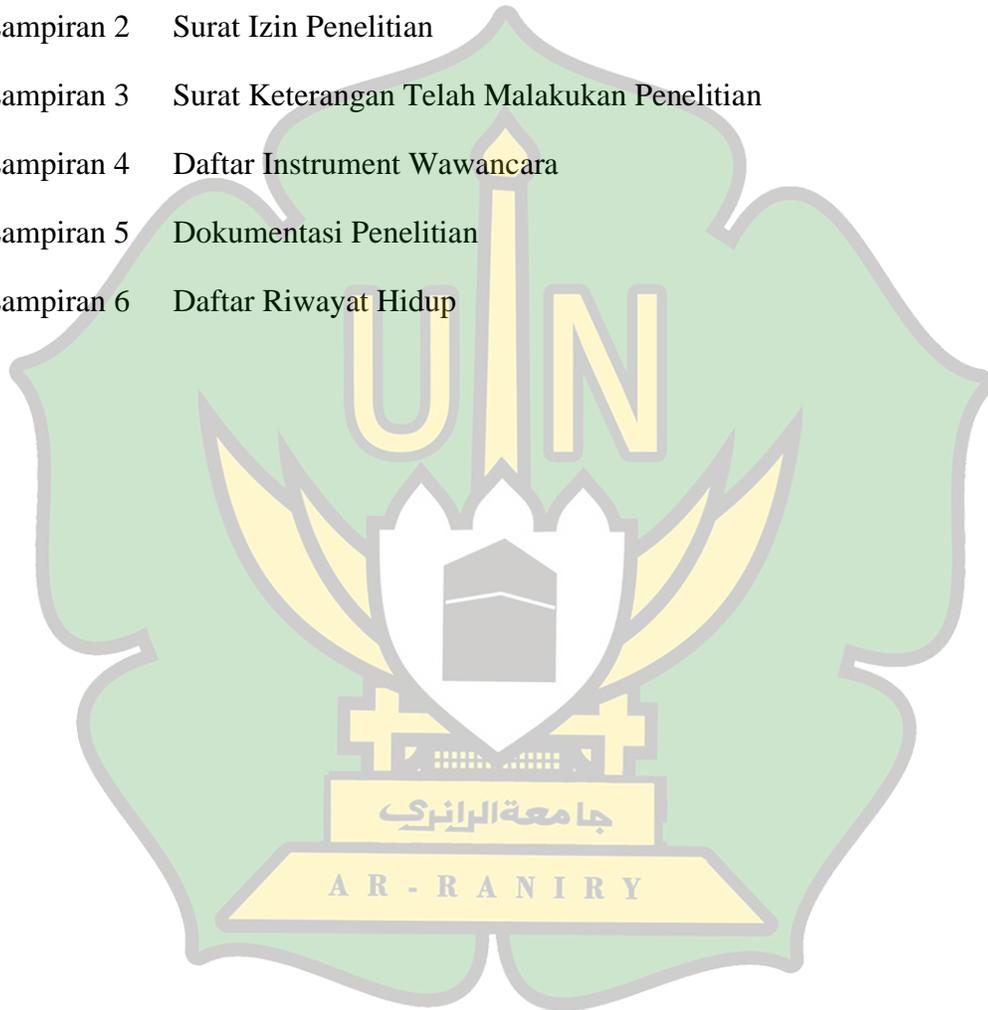 ampiran 2 Surat Izin Penelitian
ampiran 3 Surat Keterangan Telah Malakukan Penelitian
ampiran 4 Daftar Instrument Wawancara
ampiran 5 Dokumentasi Penelitian
ampiran 6 Daftar Riwayat Hidup
UIN
جامعةالرانري
AR-RANIRY